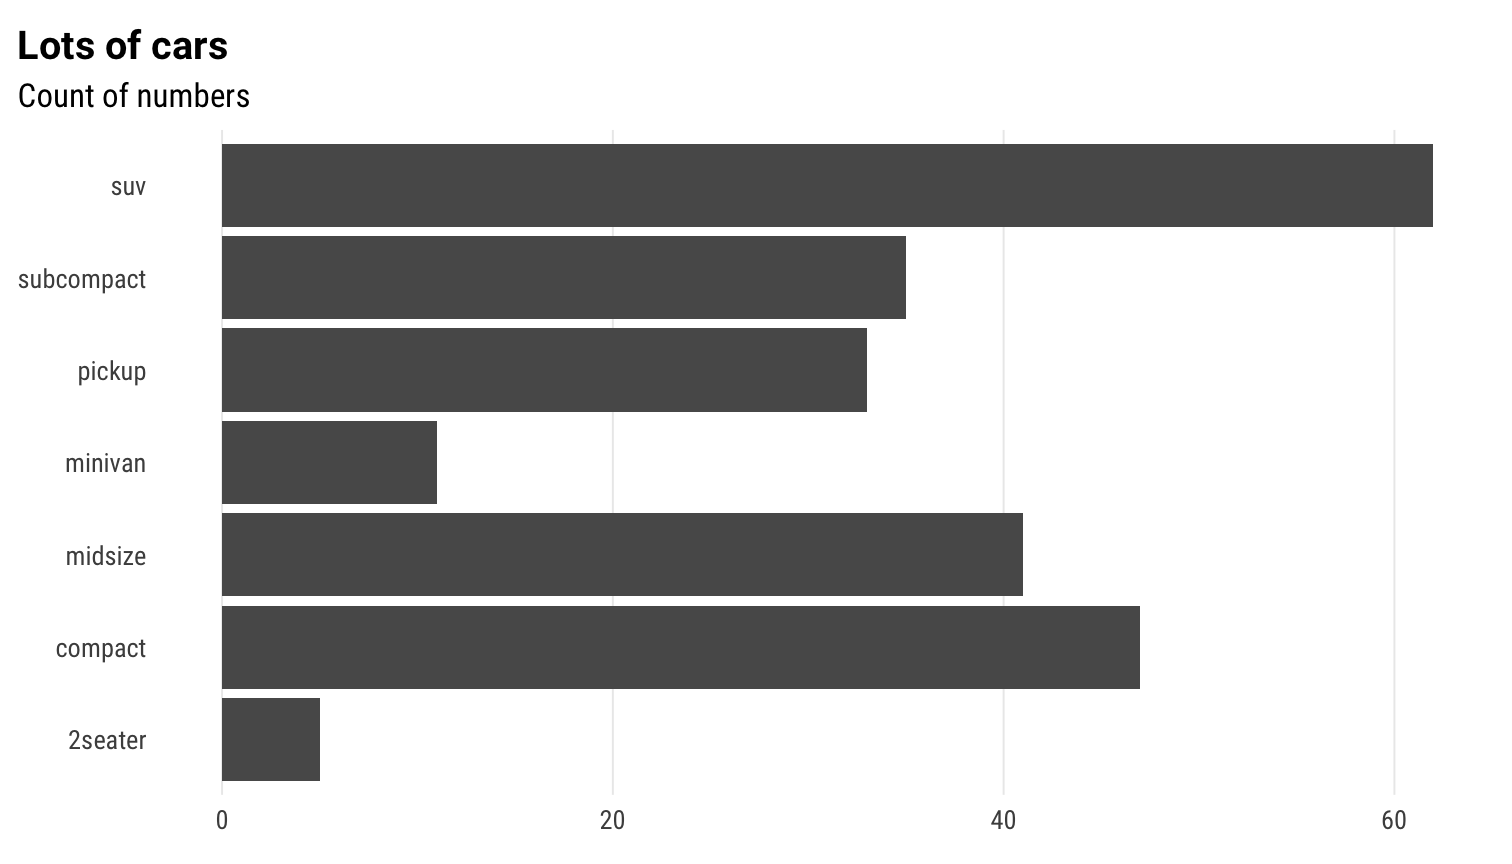 Lots of cars
Count of numbers
suv
subcompact
pickup
minivan
midsize
compact
2seater
0 20 40 60